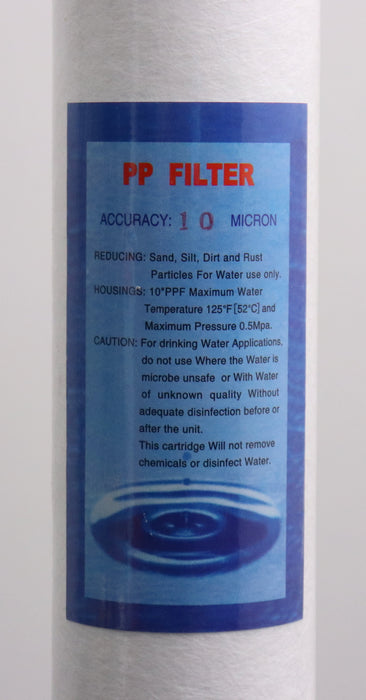 PP FILTER
ACCURACY: 10 MICRON
REDUCING: Sand, Silt, Dirt and Rust
Particles For Water use only.
HOUSINGS: 10"PPF Maximum Water
Temperature 125°F[52°C] and
Maximum Pressure 0.5Mpa.
CAUTION: For drinking Water Applications,
do not use Where the Water is
microbe unsafe or With Water
of unknown quality Without
adequate disinfection before or
after the unit.
This cartridge Will not remove
chemicals or disinfect Water.